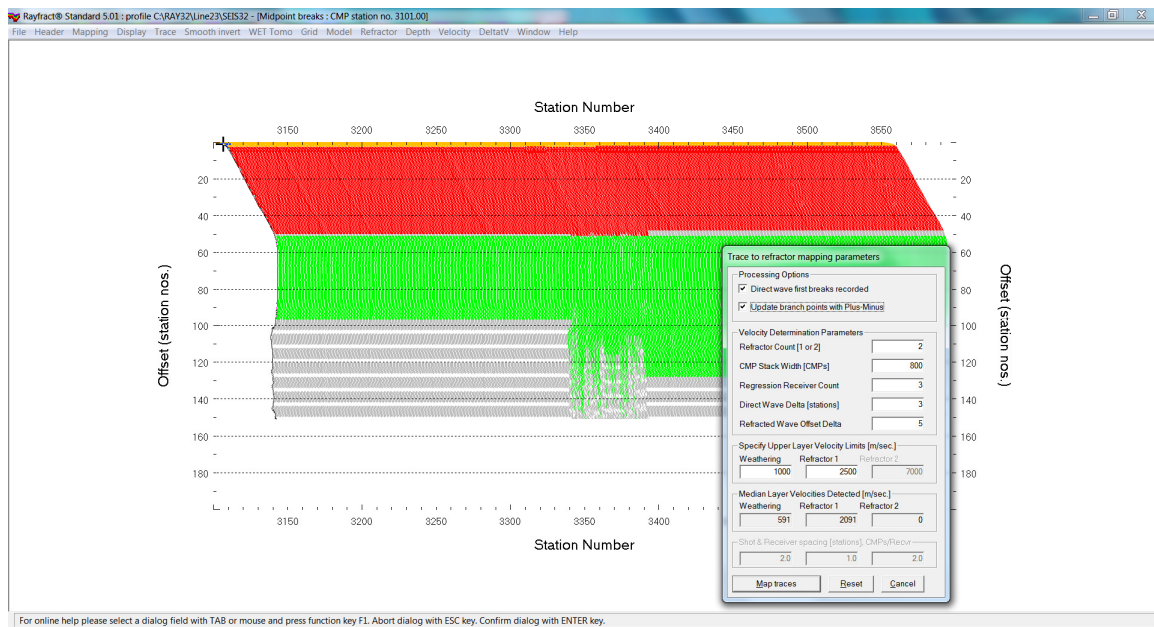 Rayfract® Standard 5.01 : profile C:\RAY32\Line23\SEIS32 - [Midpoint breaks : CMP station no. 3101.00]
File Header Mapping Display Trace Smooth invert WET Tomo Grid Model Refractor Depth Velocity DeltatV Window Help
Station Number
3150 3200 3250 3300 3350 3400 3450 3500 3550
20 20
40 40
60 60
80 80
100 100
120 120
140 140
160 160
180 180
Offset (station nos.)
Offset (station nos.)
3150 3200 3250 3300 3350 3400
Station Number
Trace to refractor mapping parameters
Processing Options
Direct wave first breaks recorded
Update branch points with Plus-Minus
Velocity Determination Parameters
Refractor Count [1 or 2] 2
CMP Stack Width [CMPs] 800
Regression Receiver Count 3
Direct Wave Delta [stations] 3
Refracted Wave Offset Delta 5
Specify Upper Layer Velocity Limits [m/sec.]
Weathering Refractor 1 Refractor 2
1000 2500 7000
Median Layer Velocities Detected [m/sec.]
Weathering Refractor 1 Refractor 2
591 2091 0
Shot & Receiver spacing [stations], CMPs/Recvr
2.0 1.0 2.0
Map traces Reset Cancel
For online help please select a dialog field with TAB or mouse and press function key F1. Abort dialog with ESC key. Confirm dialog with ENTER key.